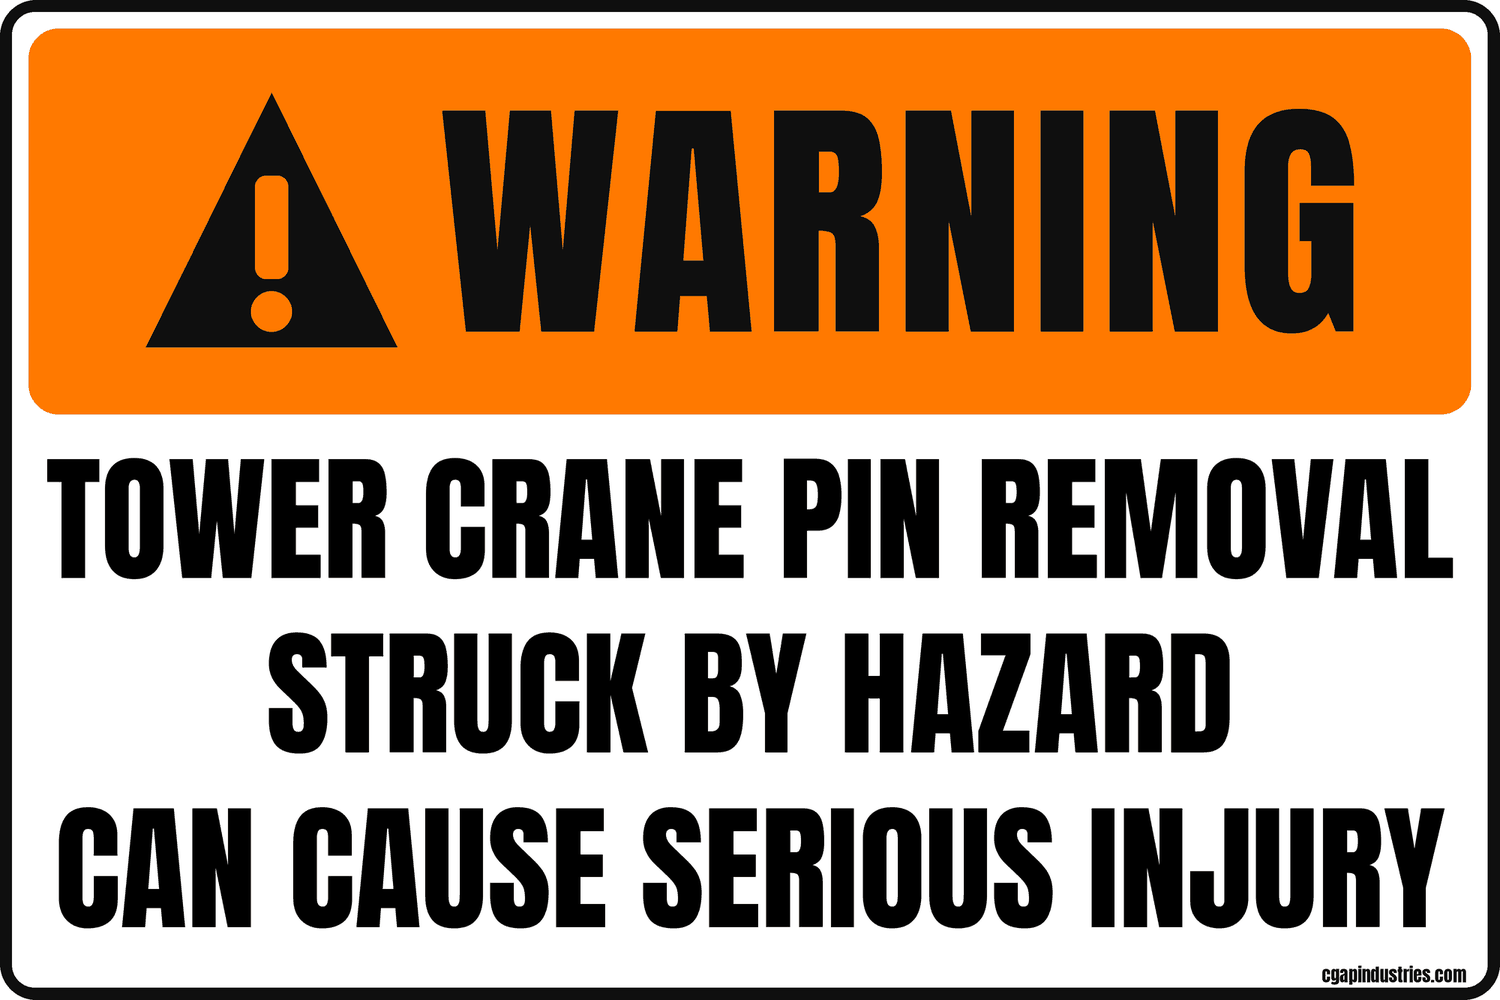 WARNING
TOWER CRANE PIN REMOVAL
STRUCK BY HAZARD
CAN CAUSE SERIOUS INJURY
cgapindustries.com